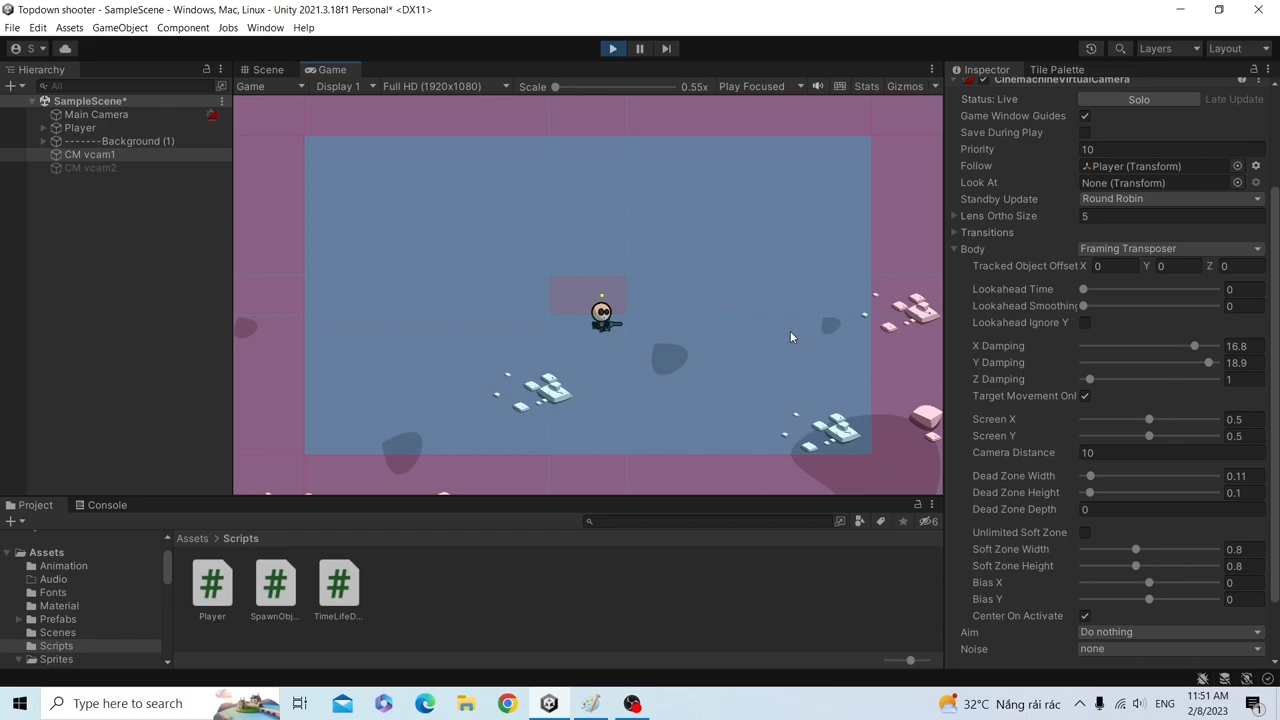 Topdown shooter - SampleScene - Windows, Mac, Linux - Unity 2021.3.18f1 Personal* <DX11>
File Edit Assets GameObject Component Jobs Window Help
S Layers Layout
Hierarchy Scene Game Inspector Tile Palette
All Game Display 1 Full HD (1920x1080) Scale 0.55x Play Focused Stats Gizmos
CinemachineVirtualCamera
SampleScene*
Main Camera
Player
-------Background (1)
CM vcam1
CM vcam2
Status: Live Solo Late Update
Game Window Guides
Save During Play
Priority 10
Follow Player (Transform)
Look At None (Transform)
Standby Update Round Robin
Lens Ortho Size 5
Transitions
Body Framing Transposer
Tracked Object Offset X 0 Y 0 Z 0
Lookahead Time 0
Lookahead Smoothing 0
Lookahead Ignore Y
X Damping 16.8
Y Damping 18.9
Z Damping 1
Target Movement Onl
Screen X 0.5
Screen Y 0.5
Camera Distance 10
Dead Zone Width 0.11
Dead Zone Height 0.1
Dead Zone Depth 0
Unlimited Soft Zone
Soft Zone Width 0.8
Soft Zone Height 0.8
Bias X 0
Bias Y 0
Center On Activate
Aim Do nothing
Noise none
Project Console
6
Assets
Animation
Audio
Fonts
Material
Prefabs
Scenes
Scripts
Sprites
Assets > Scripts
Player SpawnObj... TimeLifeD...
Type here to search
32°C Nắng rải rác ENG 11:51 AM
2/8/2023 1